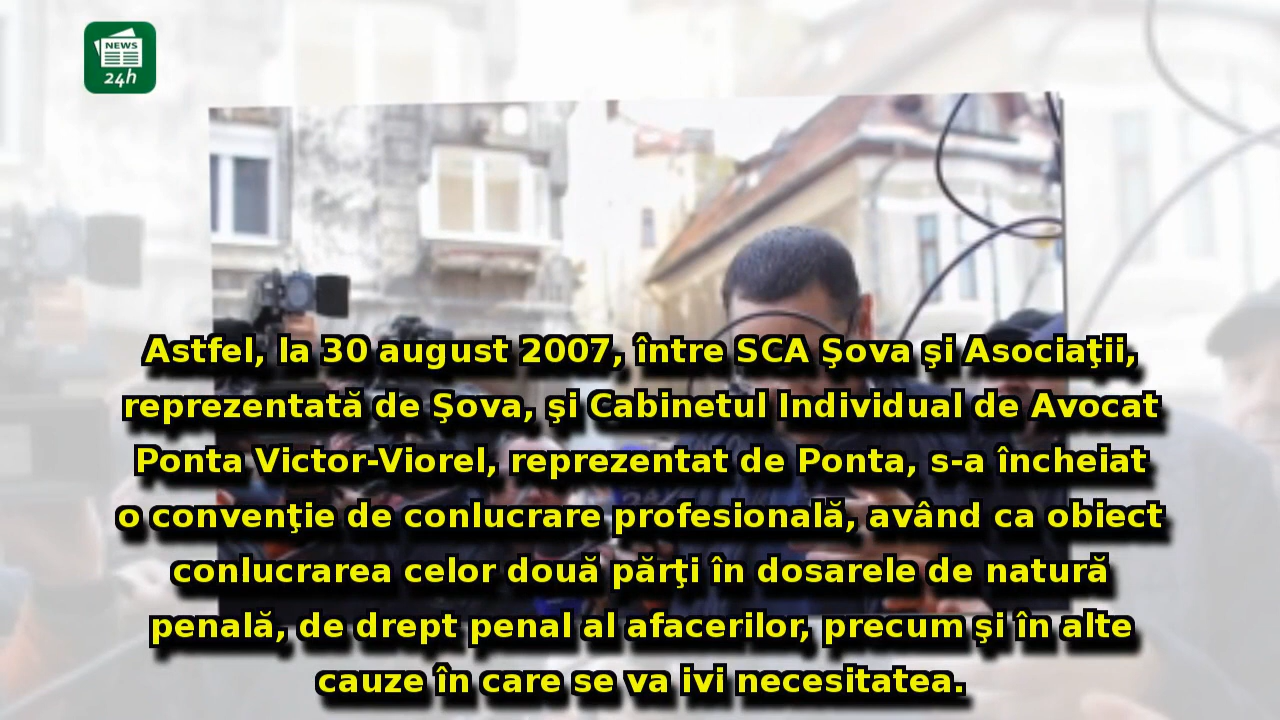 NEWS
24h
Astfel, la 30 august 2007, între SCA Şova şi Asociaţii,
reprezentată de Şova, şi Cabinetul Individual de Avocat
Ponta Victor-Viorel, reprezentat de Ponta, s-a încheiat
o convenţie de conlucrare profesională, având ca obiect
conlucrarea celor două părţi în dosarele de natură
penală, de drept penal al afacerilor, precum şi în alte
cauze în care se va ivi necesitatea.